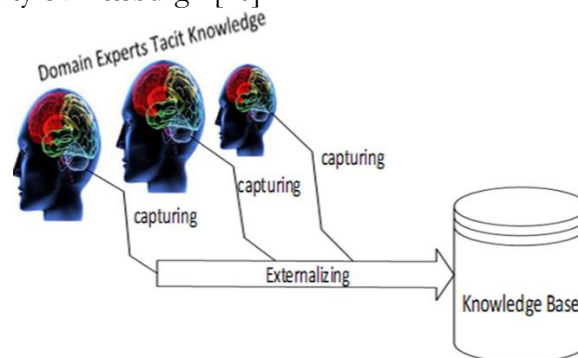 Domain Experts Tacit Knowledge
capturing
capturing
capturing
Externalizing
Knowledge Base